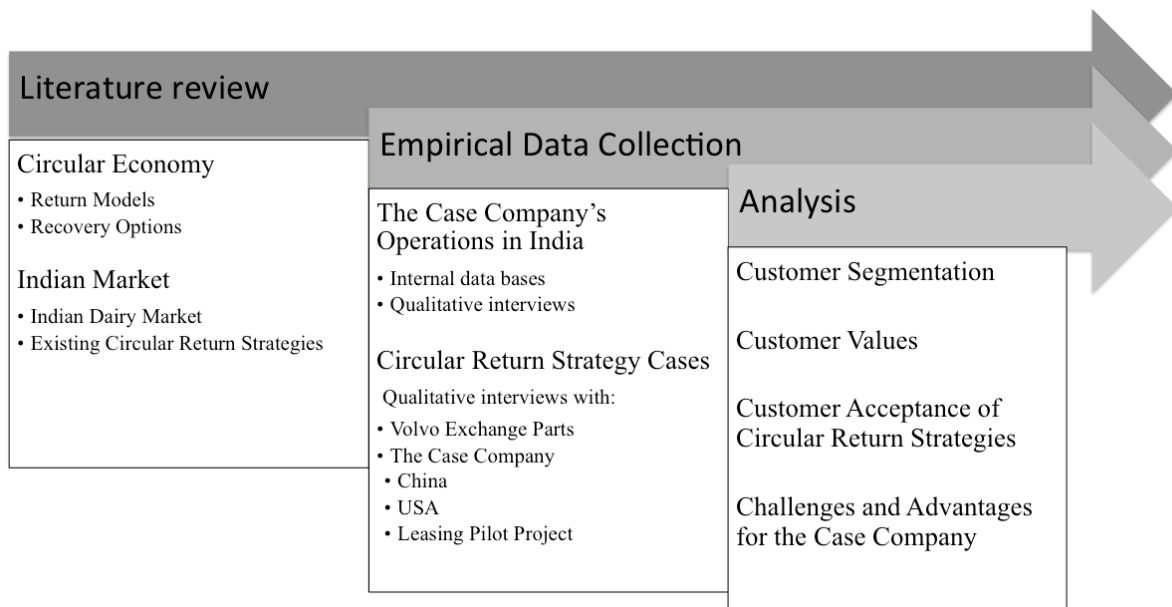 Literature review
Circular Economy
• Return Models
• Recovery Options
Indian Market
• Indian Dairy Market
• Existing Circular Return Strategies
Empirical Data Collection
The Case Company’s
Operations in India
• Internal data bases
• Qualitative interviews
Circular Return Strategy Cases
Qualitative interviews with:
• Volvo Exchange Parts
• The Case Company
• China
• USA
• Leasing Pilot Project
Analysis
Customer Segmentation
Customer Values
Customer Acceptance of
Circular Return Strategies
Challenges and Advantages
for the Case Company